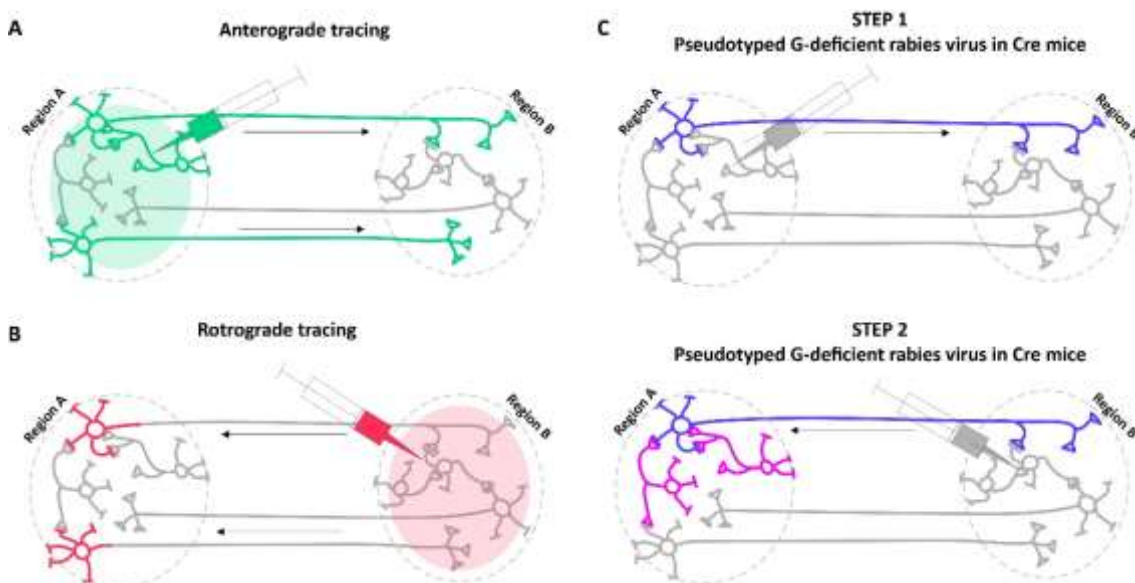 A
Anterograde tracing
Region A
Region B
B
Rotrograde tracing
Region A
Region B
C
STEP 1
Pseudotyped G-deficient rabies virus in Cre mice
Region A
Region B
STEP 2
Pseudotyped G-deficient rabies virus in Cre mice
Region A
Region B